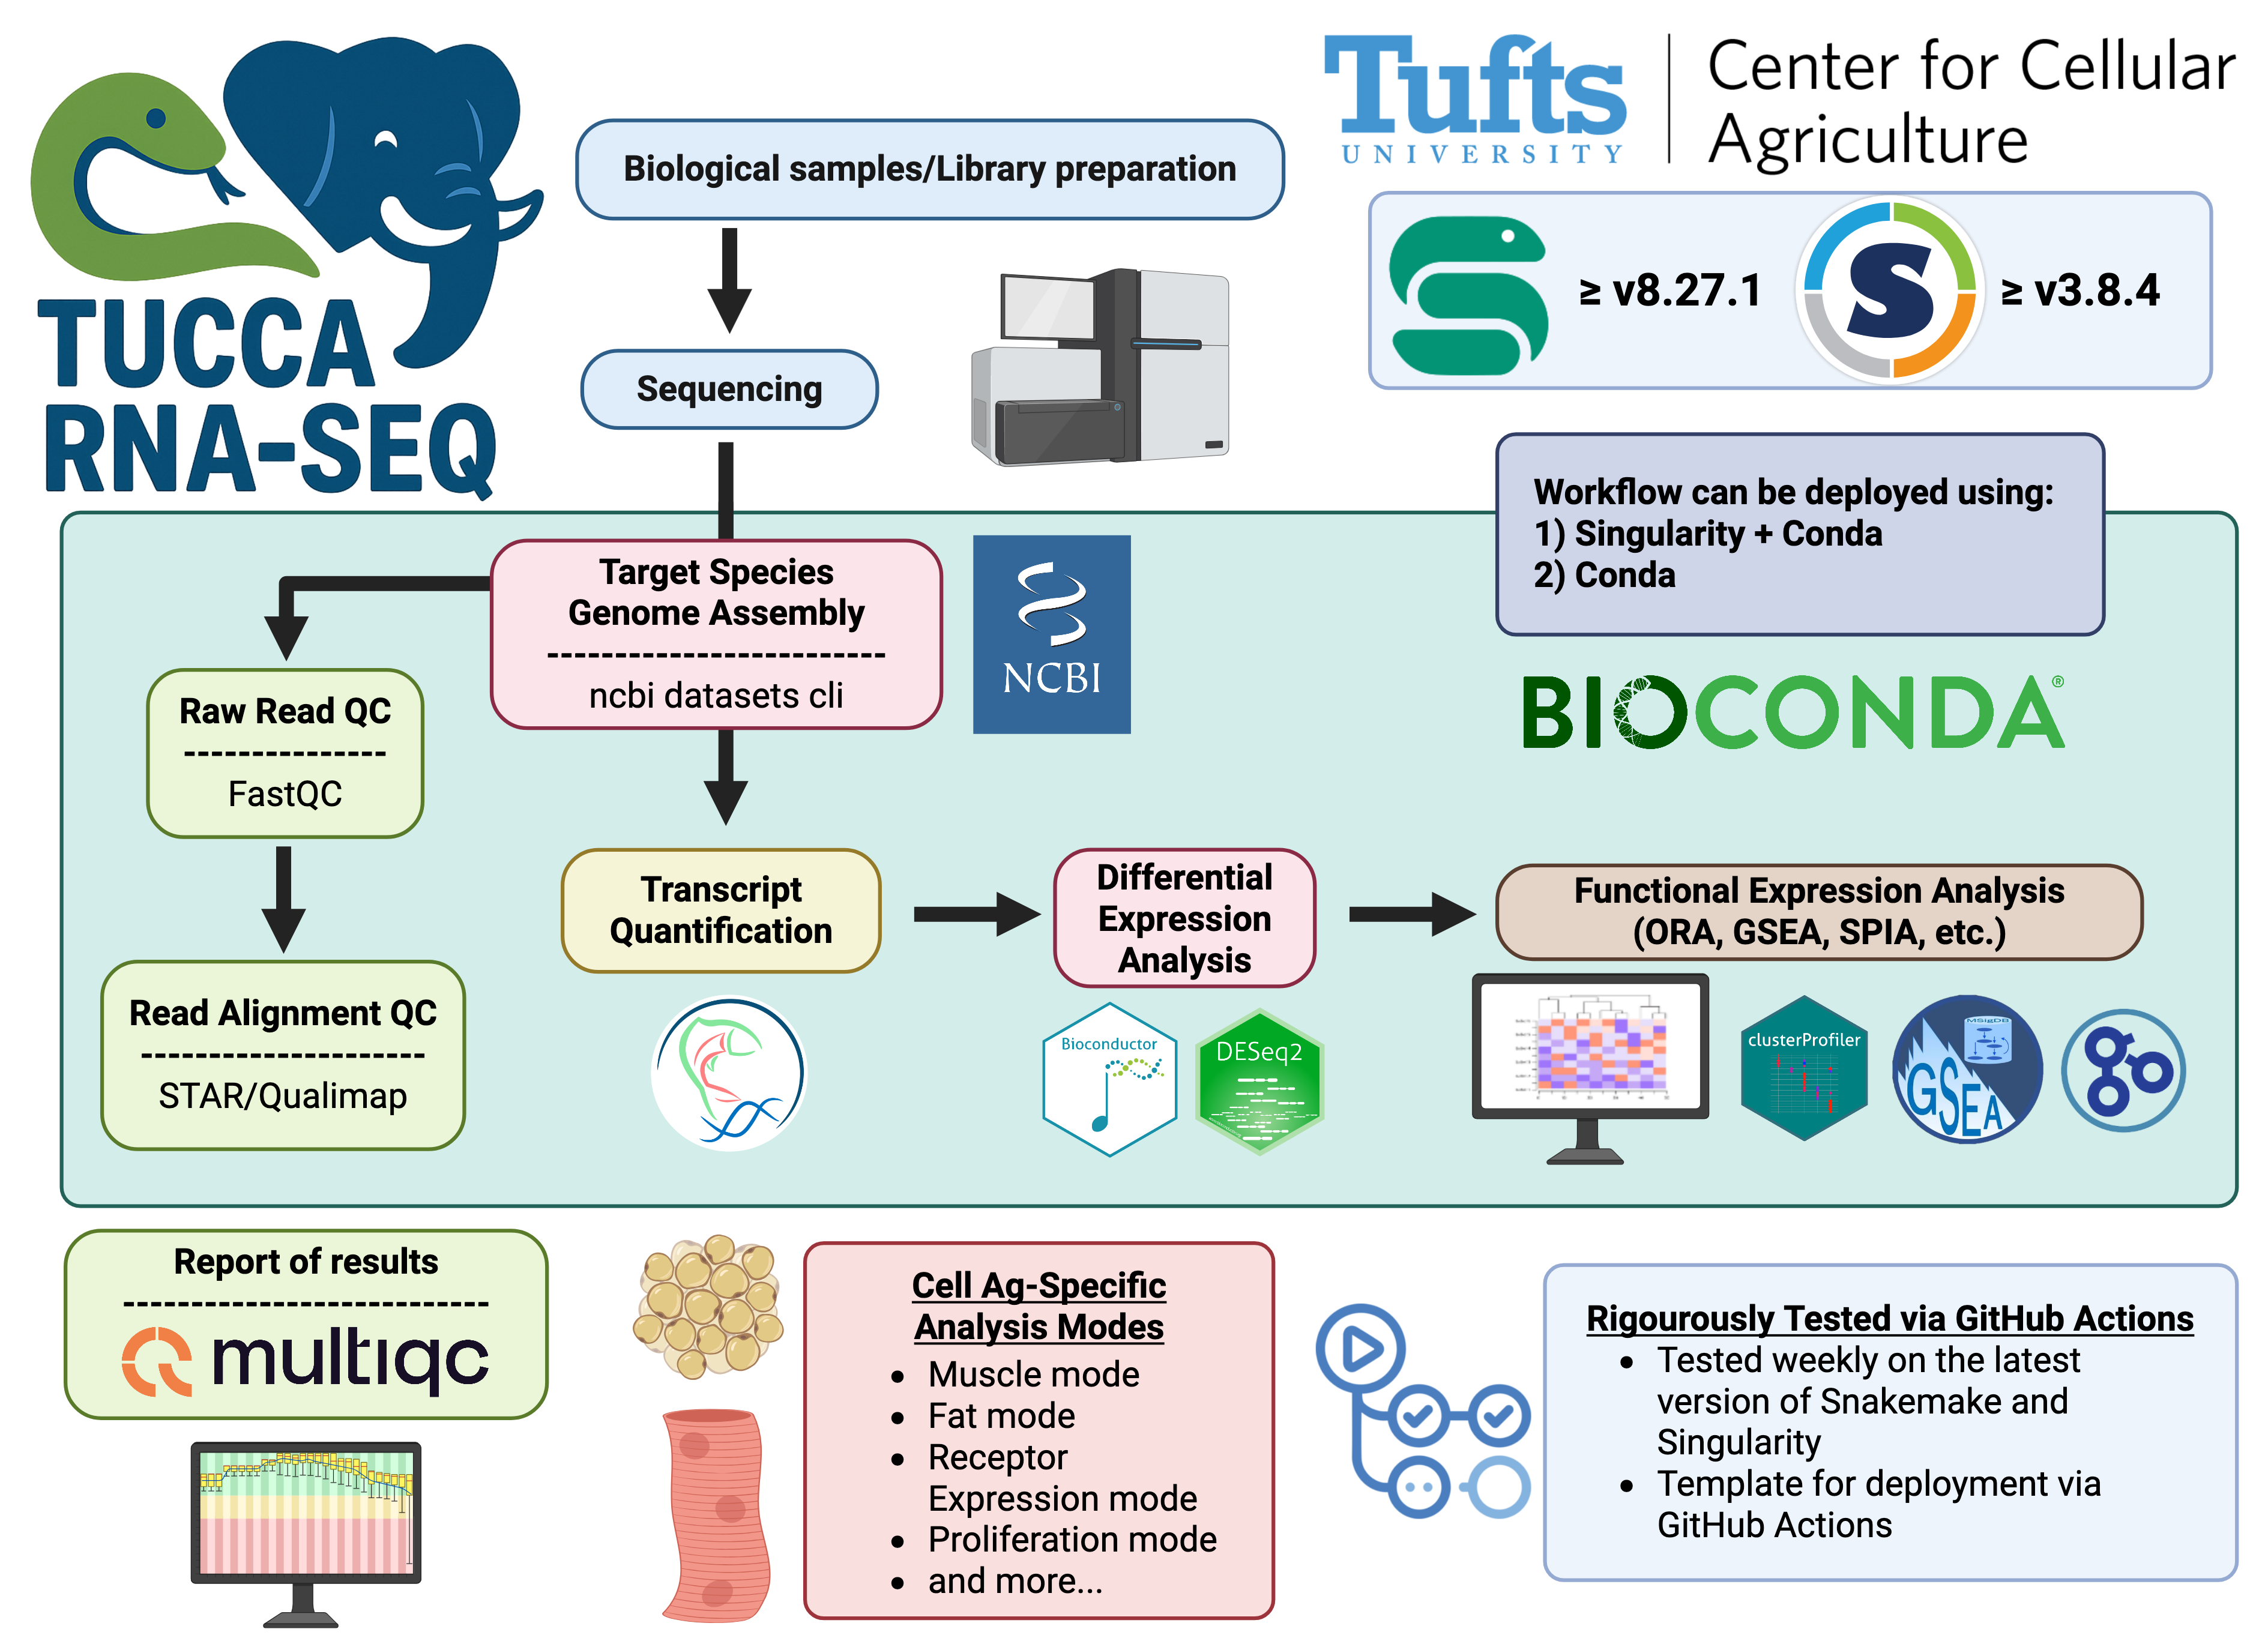 TUCCA
RNA-SEQ
Tufts
UNIVERSITY
Center for Cellular
Agriculture
Biological samples/Library preparation
≥ v8.27.1
S
≥ v3.8.4
Sequencing
Workflow can be deployed using:
1) Singularity + Conda
2) Conda
Target Species
Genome Assembly
--------------------------
ncbi datasets cli
NCBI
BIOCONDA®
Raw Read QC
----------------
FastQC
Read Alignment QC
----------------------
STAR/Qualimap
Transcript
Quantification
Differential
Expression
Analysis
Bioconductor
DESeq2
Functional Expression Analysis
(ORA, GSEA, SPIA, etc.)
clusterProfiler
MSigDB
GSEA
Report of results
----------------------------
multiqc
Cell Ag-Specific
Analysis Modes
• Muscle mode
• Fat mode
• Receptor
Expression mode
• Proliferation mode
• and more...
Rigourously Tested via GitHub Actions
• Tested weekly on the latest
version of Snakemake and
Singularity
• Template for deployment via
GitHub Actions